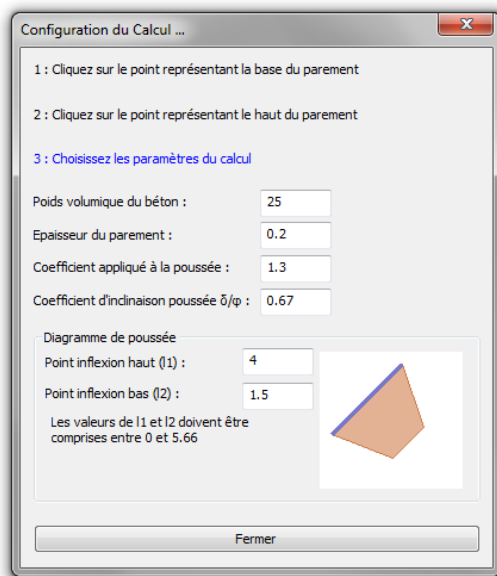 Configuration du Calcul ...
1 : Cliquez sur le point représentant la base du parement
2 : Cliquez sur le point représentant le haut du parement
3 : Choisissez les paramètres du calcul
Poids volumique du béton : 25
Epaisseur du parement : 0.2
Coefficient appliqué à la poussée : 1.3
Coefficient d'inclinaison poussée δ/φ : 0.67
Diagramme de poussée
Point inflexion haut (l1) : 4
Point inflexion bas (l2) : 1.5
Les valeurs de l1 et l2 doivent être
comprises entre 0 et 5.66
Fermer